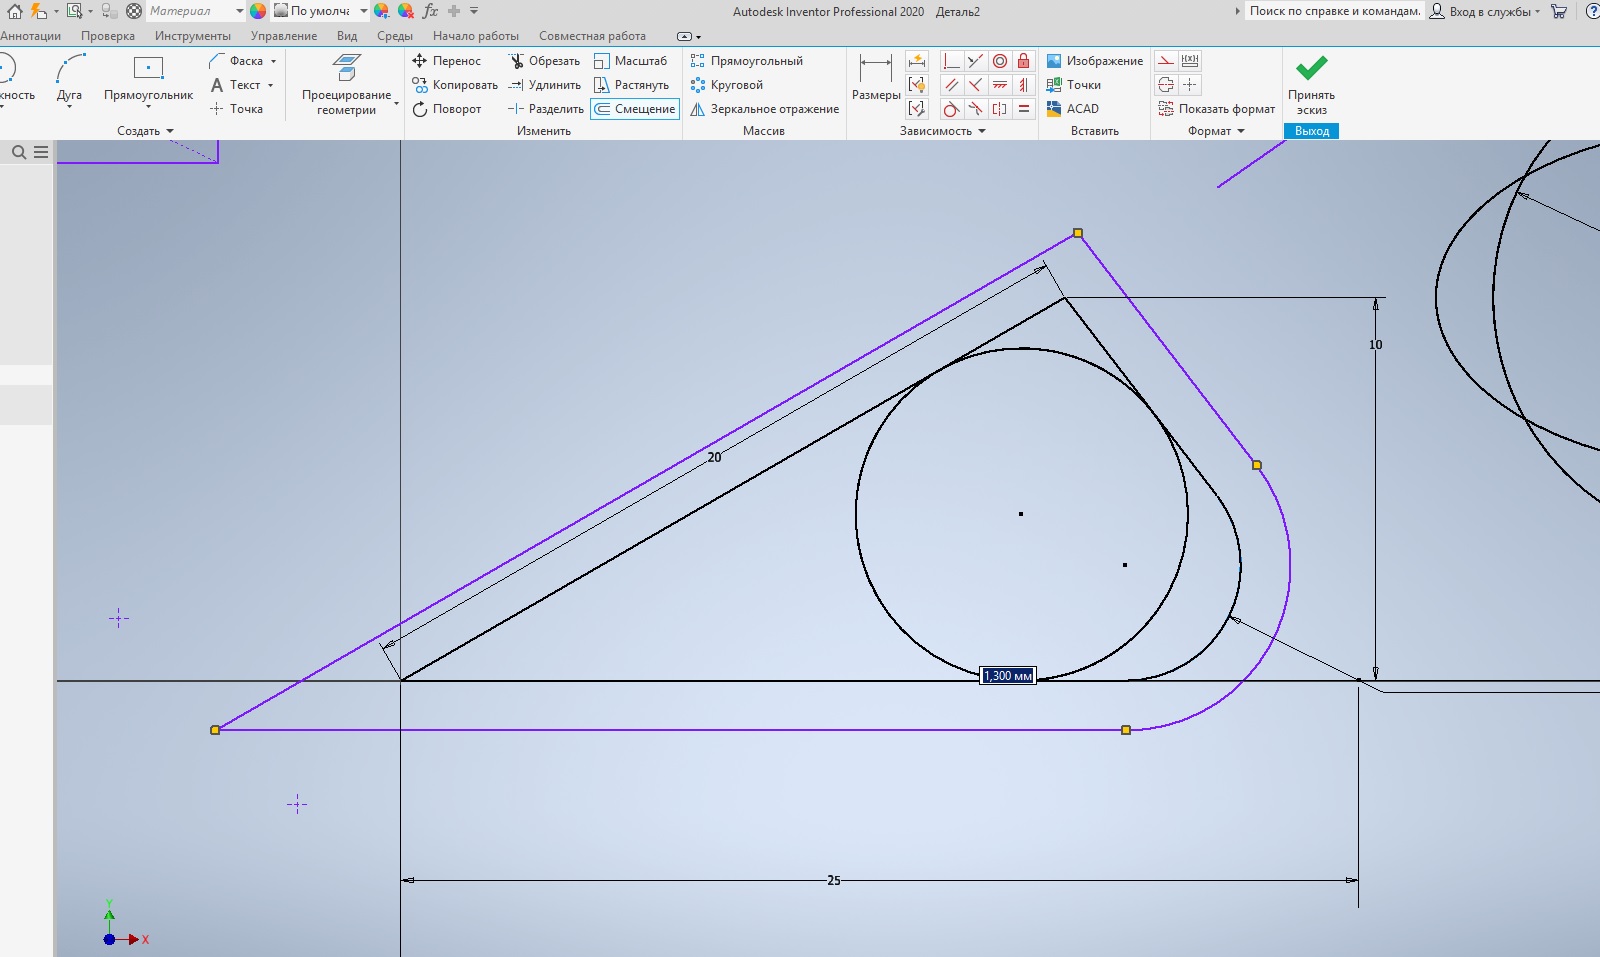 Материал
По умолча
fx
Autodesk Inventor Professional 2020 Деталь2
Поиск по справке и командам.
Вход в службы
Аннотации Проверка Инструменты Управление Вид Среды Начало работы Совместная работа
жность
Дуга
Прямоугольник
Фаска
Текст
Точка
Создать
Проецирование
геометрии
Перенос
Копировать
Поворот
Обрезать
Удлинить
Разделить
Масштаб
Растянуть
Смещение
Изменить
Прямоугольный
Круговой
Зеркальное отражение
Массив
Размеры
Зависимость
Изображение
Точки
ACAD
Вставить
Показать формат
Формат
Принять
эскиз
Выход
10
20
1,300 мм
25
Y
X